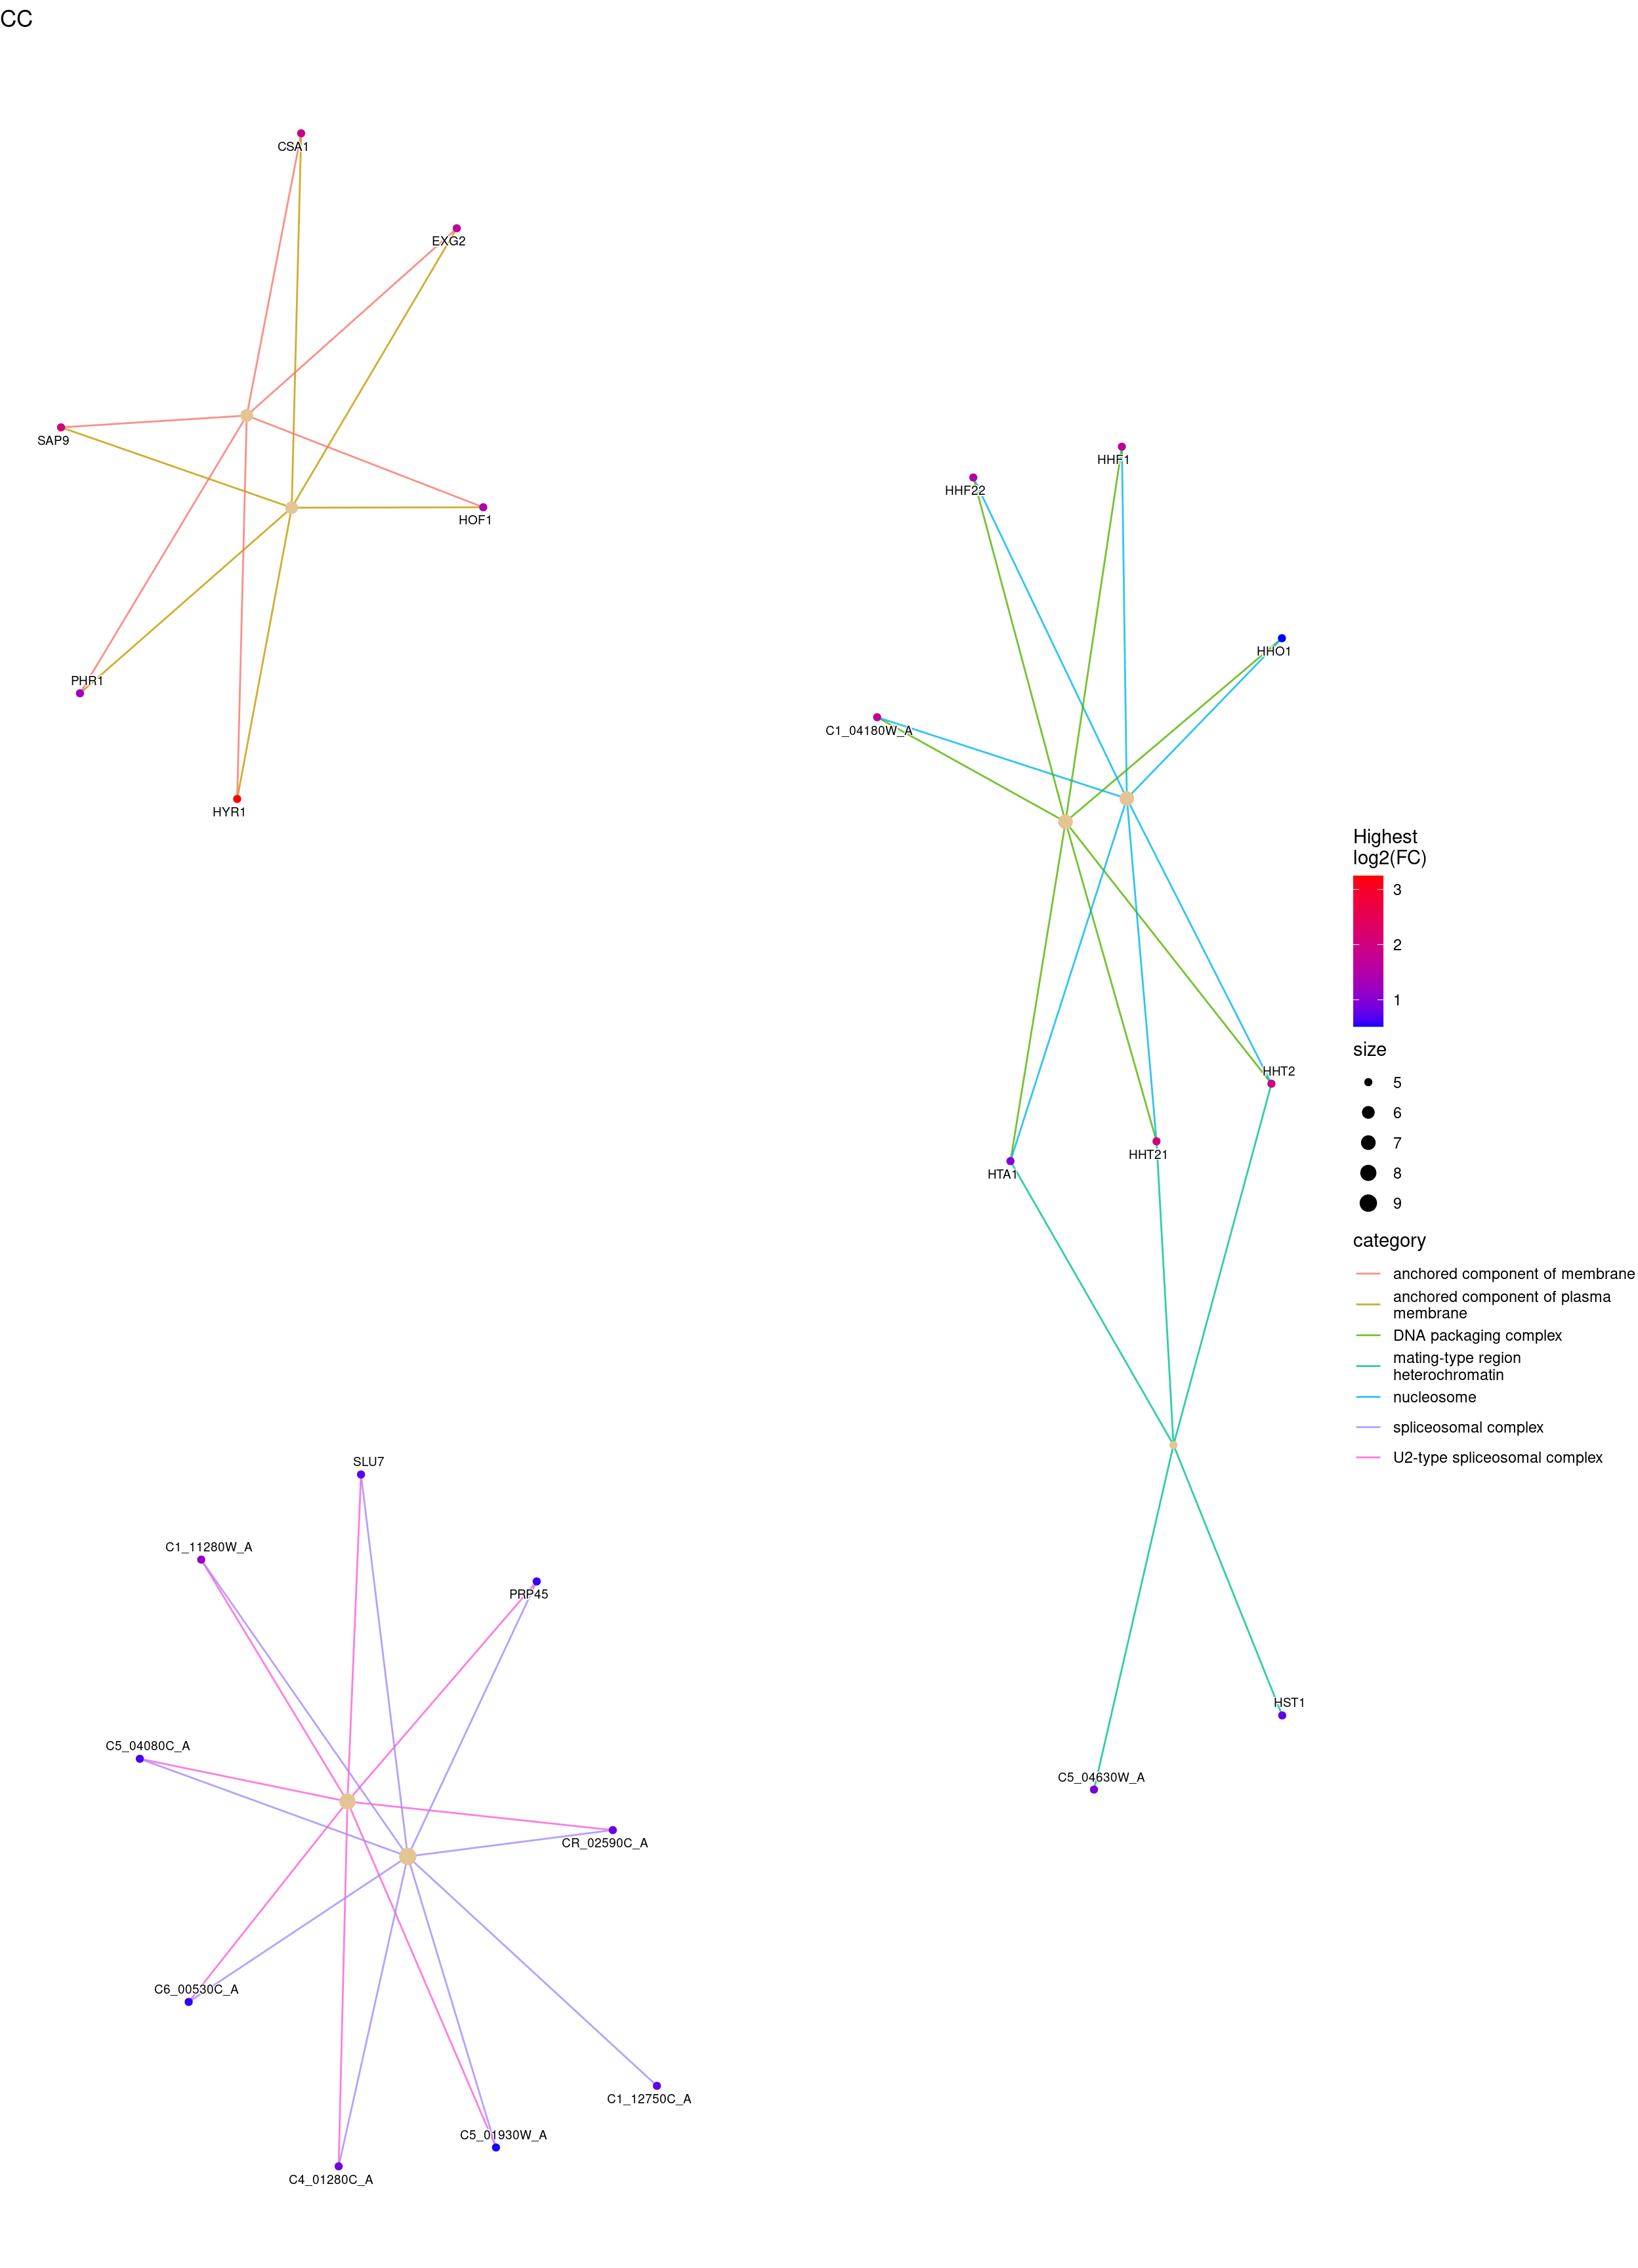 CC
CSA1
EXG2
SAP9
HOF1
PHR1
HYR1
HHF1
HHF22
HHO1
C1_04180W_A
HHT2
HHT21
HTA1
HST1
C5_04630W_A
SLU7
C1_11280W_A
PRP45
C5_04080C_A
CR_02590C_A
C6_00530C_A
C1_12750C_A
C5_01930W_A
C4_01280C_A
Highest
log2(FC)
3
2
1
size
5
6
7
8
9
category
anchored component of membrane
anchored component of plasma
membrane
DNA packaging complex
mating-type region
heterochromatin
nucleosome
spliceosomal complex
U2-type spliceosomal complex